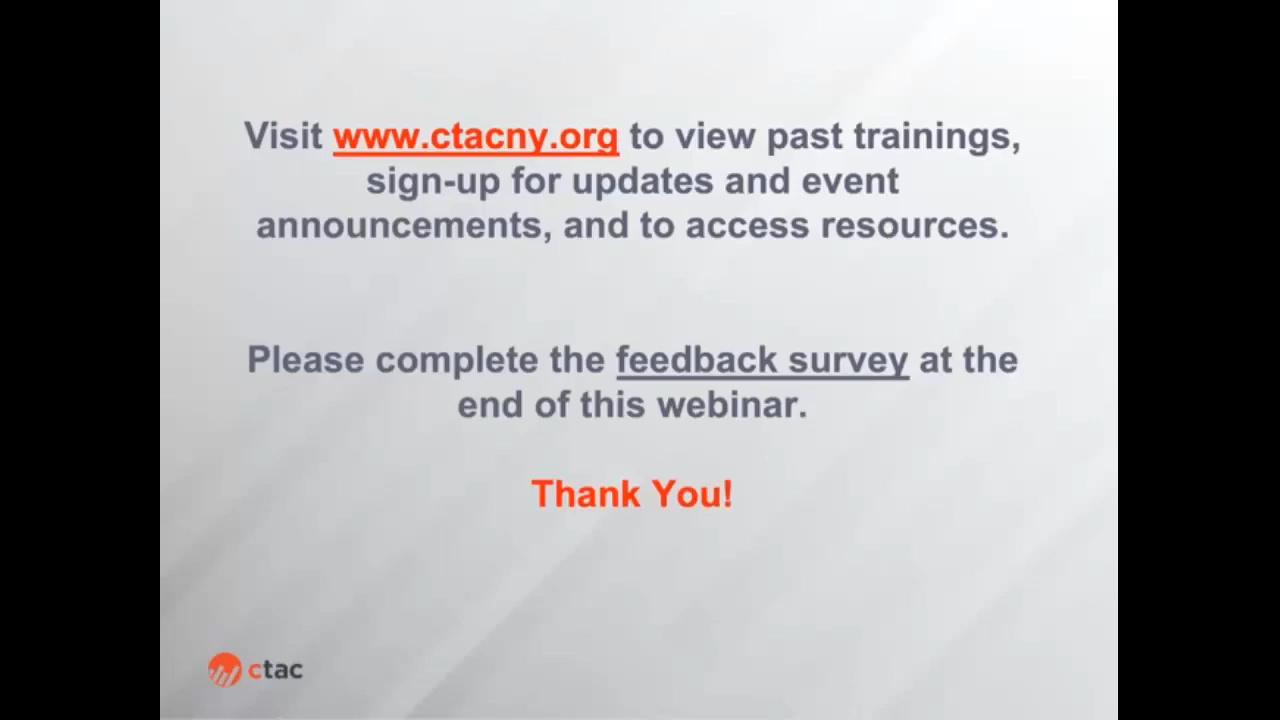 Visit www.ctacny.org to view past trainings,
sign-up for updates and event
announcements, and to access resources.
Please complete the feedback survey at the
end of this webinar.
Thank You!
ctac